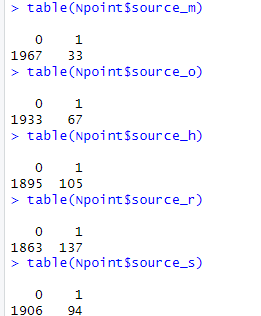 > table(Npoint$source_m)
0 1
1967 33
> table(Npoint$source_o)
0 1
1933 67
> table(Npoint$source_h)
0 1
1895 105
> table(Npoint$source_r)
0 1
1863 137
> table(Npoint$source_s)
0 1
1906 94